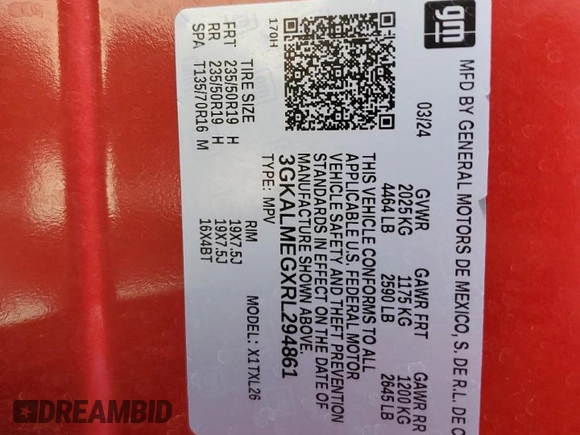 gm
MFD BY GENERAL MOTORS DE MEXICO, S. DE R.L. DE C
03/24
GVWR
GAWR FRT
GAWR RR
2025 KG
1175 KG
1200 KG
4464 LB
2590 LB
2645 LB
THIS VEHICLE CONFORMS TO ALL
APPLICABLE U.S. FEDERAL MOTOR
VEHICLE SAFETY AND THEFT PREVENTION
STANDARDS IN EFFECT ON THE DATE OF
MANUFACTURE SHOWN ABOVE.
170H
3GKALMEGXRL294861
TYPE: MPV
MODEL: X1TXL26
TIRE SIZE
RIM
FRT 235/50R19 H 19X7.5J
RR 235/50R19 H 19X7.5J
SPA T135/70R16 M 16X4BT
DREAMBID